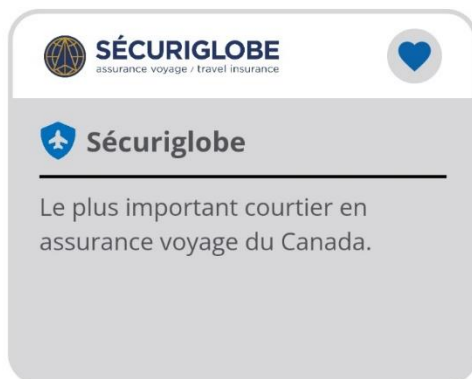 SÉCURIGLOBE
assurance voyage / travel insurance
Sécuriglobe
Le plus important courtier en
assurance voyage du Canada.